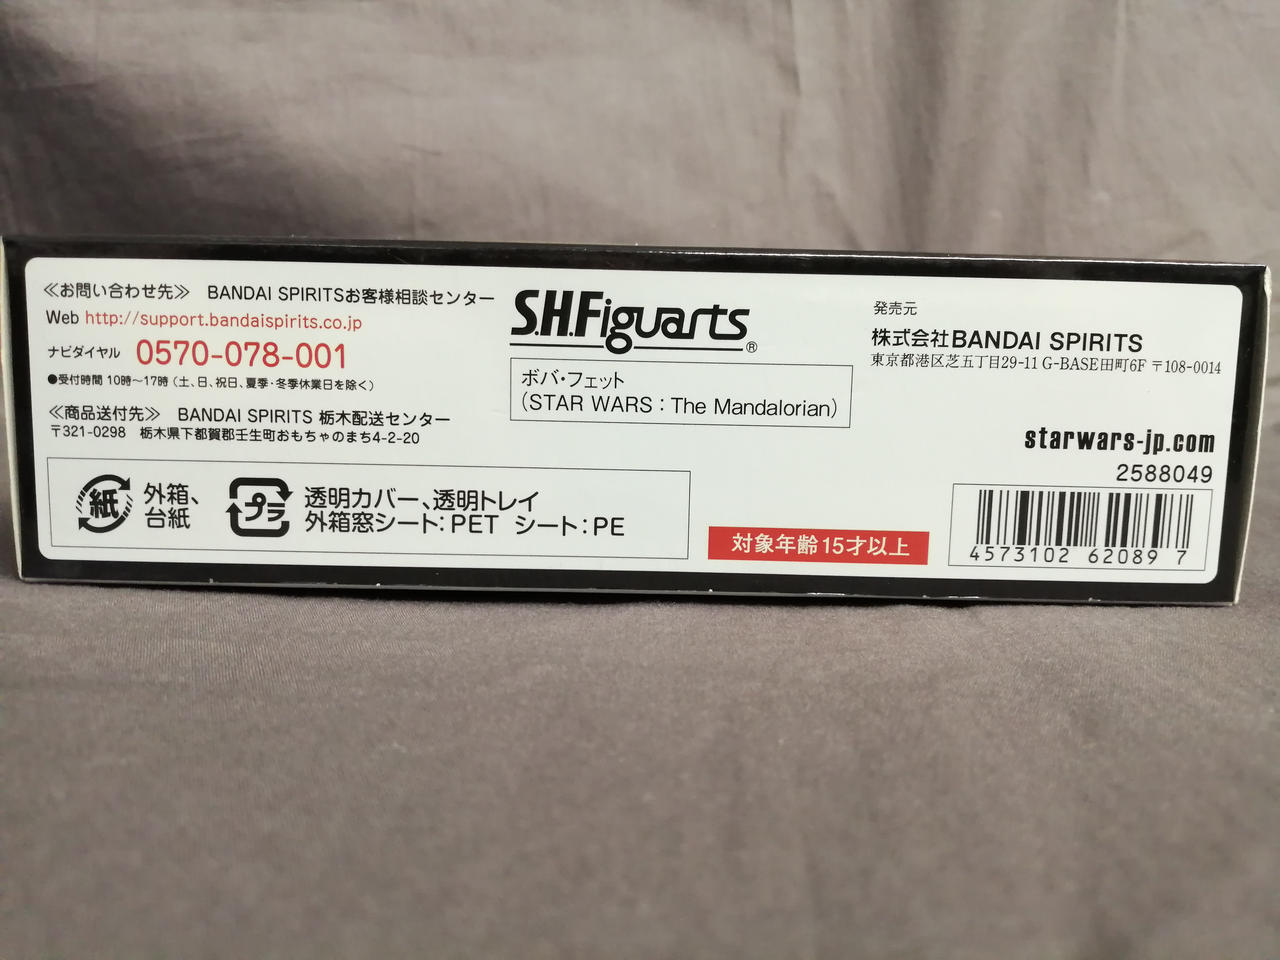 ≪お問い合わせ先≫ BANDAI SPIRITSお客様相談センター
Web http://support.bandaispirits.co.jp
ナビダイヤル 0570-078-001
●受付時間 10時～17時（土、日、祝日、夏季・冬季休業日を除く）
≪商品送付先≫ BANDAI SPIRITS 栃木配送センター
〒321-0298 栃木県下都賀郡壬生町おもちゃのまち4-2-20
紙 外箱、
台紙
プラ 透明カバー、透明トレイ
外箱窓シート：PET シート：PE
S.H.Figuarts®
ボバ・フェット
（STAR WARS：The Mandalorian）
対象年齢15才以上
発売元
株式会社BANDAI SPIRITS
東京都港区芝五丁目29-11 G-BASE田町6F 〒108-0014
starwars-jp.com
2588049
4573102 62089 7